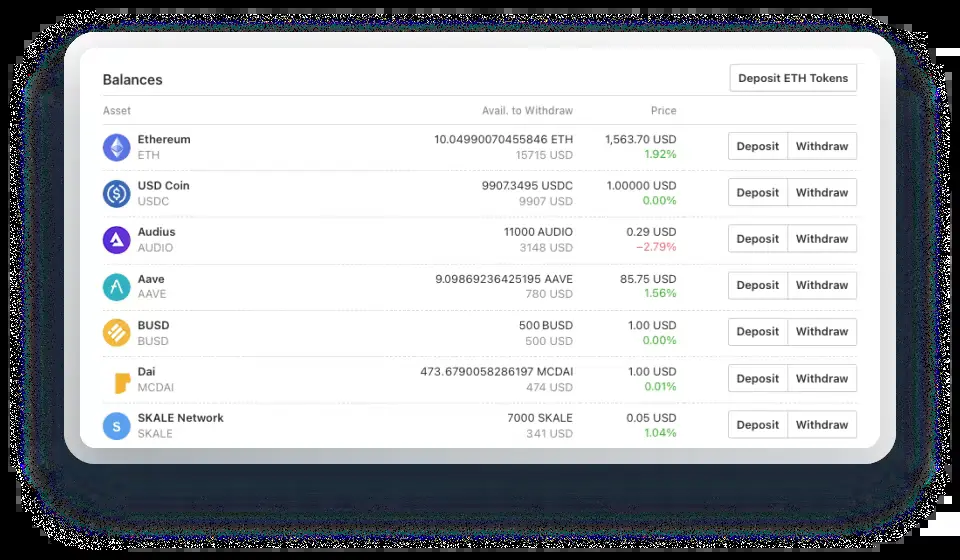 Balances Deposit ETH Tokens
Asset Avail. to Withdraw Price
Ethereum 10.04990070455846 ETH 1,563.70 USD Deposit Withdraw
ETH 15715 USD 1.92%
USD Coin 9907.3495 USDC 1.00000 USD Deposit Withdraw
USDC 9907 USD 0.00%
Audius 11000 AUDIO 0.29 USD Deposit Withdraw
AUDIO 3148 USD −2.79%
Aave 9.09869236425195 AAVE 85.75 USD Deposit Withdraw
AAVE 780 USD 1.56%
BUSD 500 BUSD 1.00 USD Deposit Withdraw
BUSD 500 USD 0.00%
Dai 473.6790058286197 MCDAI 1.00 USD Deposit Withdraw
MCDAI 474 USD 0.01%
SKALE Network 7000 SKALE 0.05 USD Deposit Withdraw
S SKALE 341 USD 1.04%